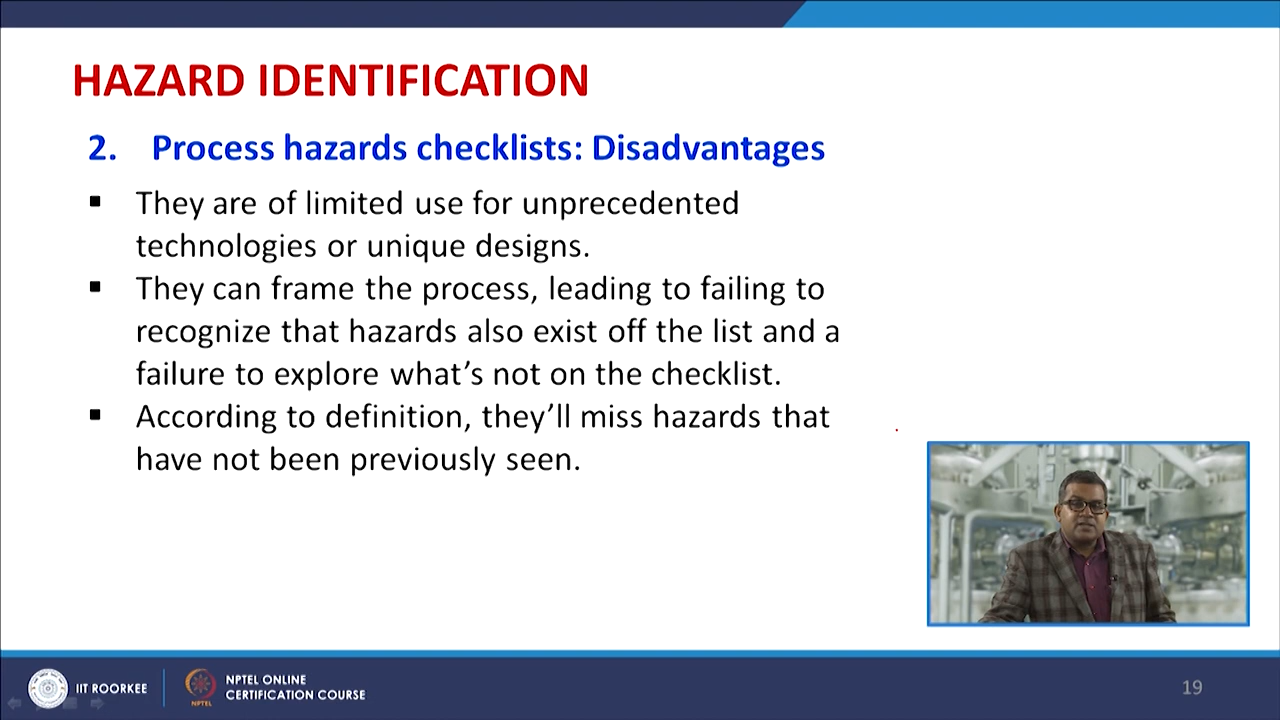 HAZARD IDENTIFICATION
2. Process hazards checklists: Disadvantages
▪ They are of limited use for unprecedented
technologies or unique designs.
▪ They can frame the process, leading to failing to
recognize that hazards also exist off the list and a
failure to explore what’s not on the checklist.
▪ According to definition, they’ll miss hazards that
have not been previously seen.
IIT ROORKEE
NPTEL
NPTEL ONLINE
CERTIFICATION COURSE
19